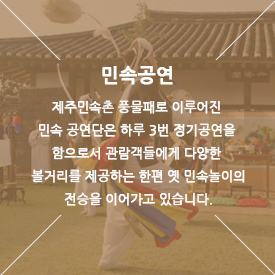 민속공연
제주민속촌 풍물패로 이루어진
민속 공연단은 하루 3번 정기공연을
함으로서 관람객들에게 다양한
볼거리를 제공하는 한편 옛 민속놀이의
전승을 이어가고 있습니다.